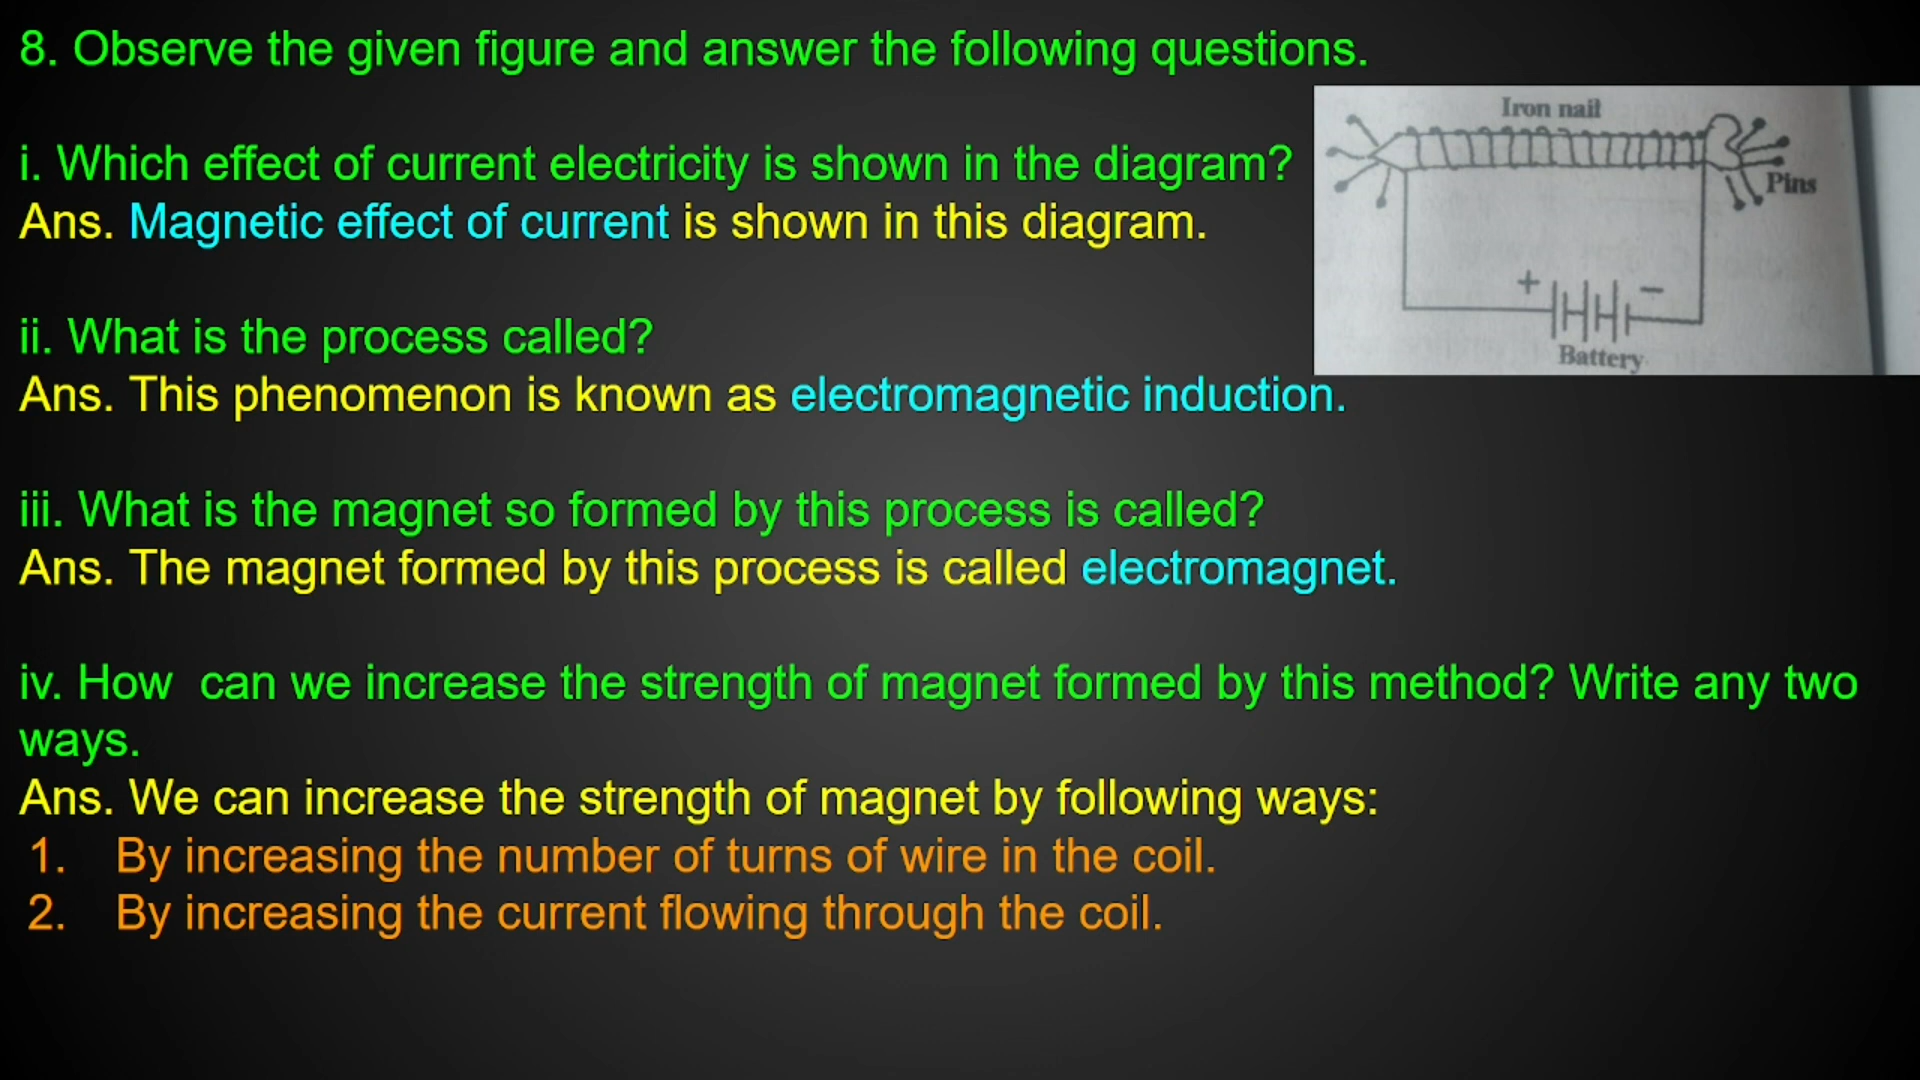 8. Observe the given figure and answer the following questions.
Iron nail
i. Which effect of current electricity is shown in the diagram?
Pins
Ans. Magnetic effect of current is shown in this diagram.
+ −
ii. What is the process called?
Battery
Ans. This phenomenon is known as electromagnetic induction.
iii. What is the magnet so formed by this process is called?
Ans. The magnet formed by this process is called electromagnet.
iv. How  can we increase the strength of magnet formed by this method? Write any two
ways.
Ans. We can increase the strength of magnet by following ways:
1. By increasing the number of turns of wire in the coil.
2. By increasing the current flowing through the coil.